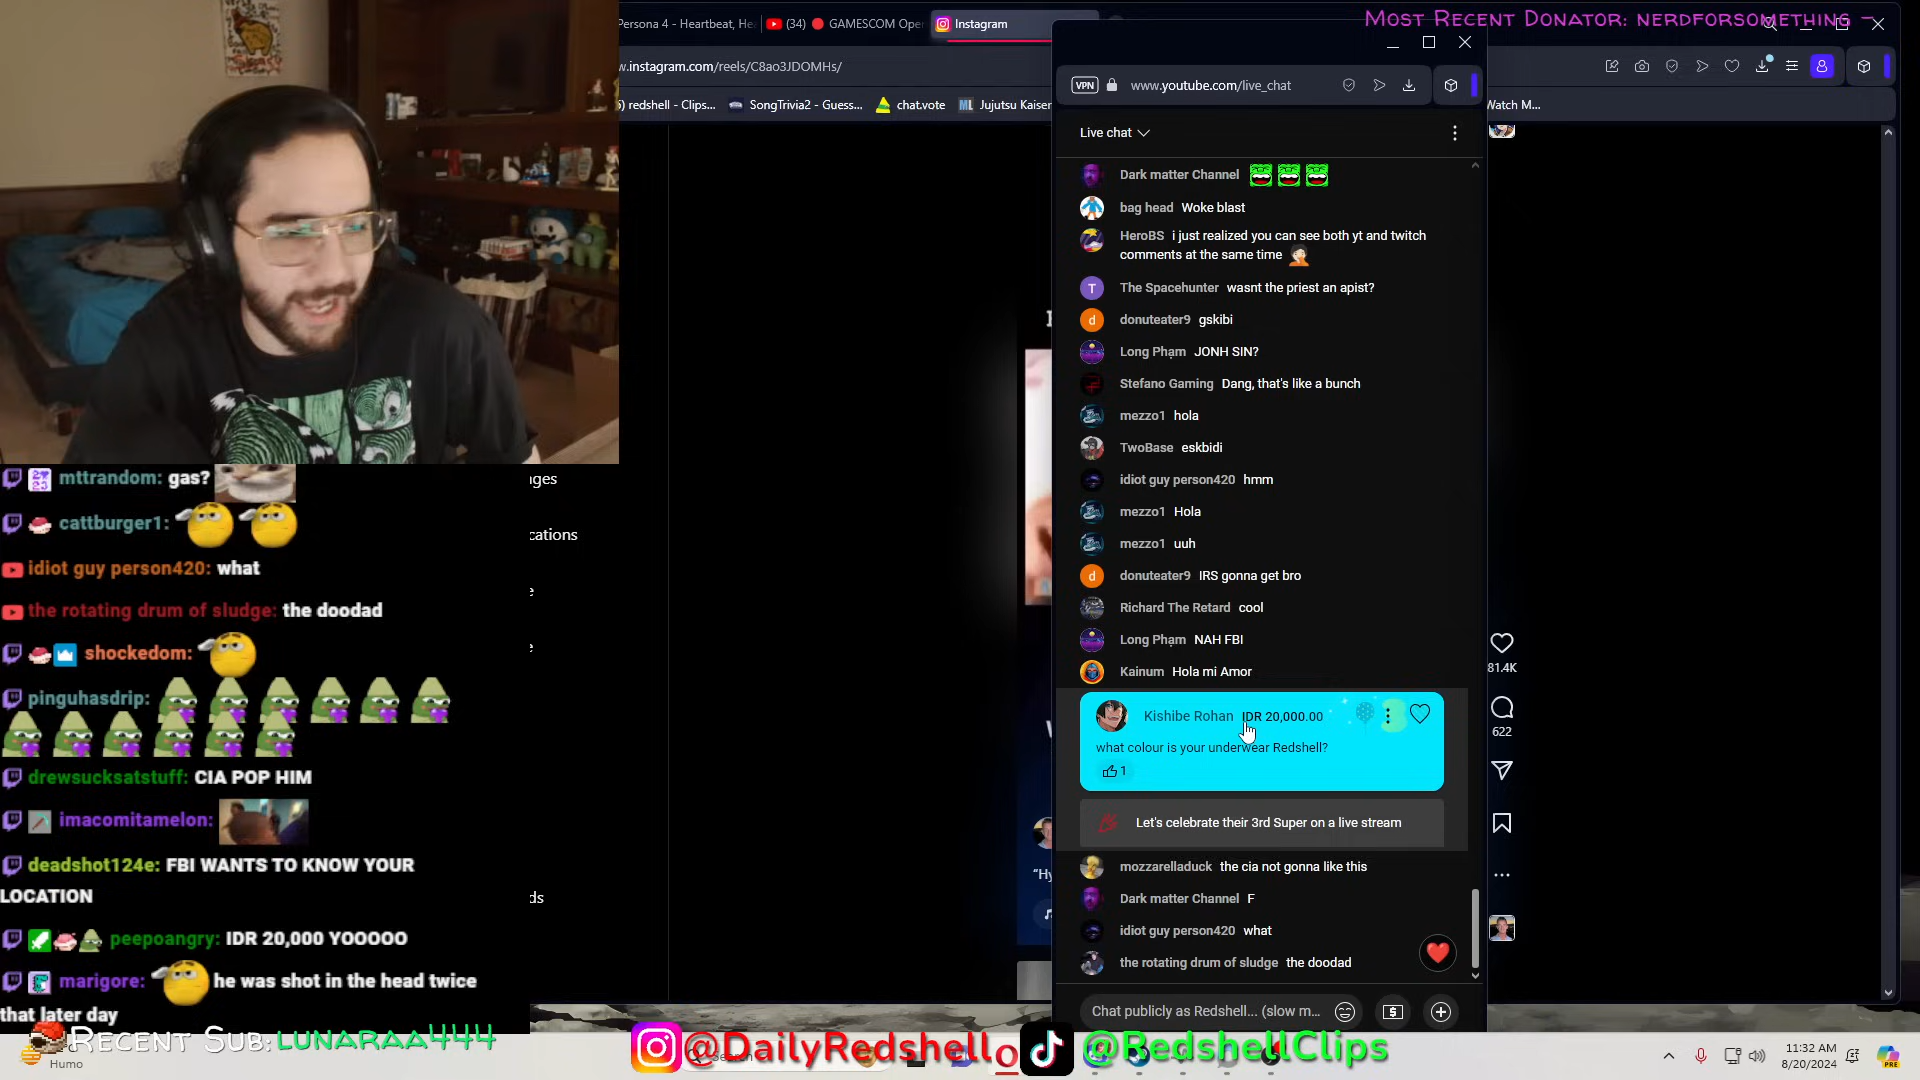 Persona 4 - Heartbeat, He
(34)
GAMESCOM Ope
Instagram
MOST RECENT DONATOR: NERDFORSOMETHING -
w.instagram.com/reels/C8ao3JDOMHs/
VPN
www.youtube.com/live_chat
) redshell - Clips...
SongTrivia2 - Guess...
chat.vote
ML
Jujutsu Kaiser
Watch M...
Live chat
Dark matter Channel
bag head Woke blast
HeroBS i just realized you can see both yt and twitch
comments at the same time
T The Spacehunter wasnt the priest an apist?
d donuteater9 gskibi
Long Phạm JONH SIN?
Stefano Gaming Dang, that's like a bunch
mezzo1 hola
TwoBase eskbidi
idiot guy person420 hmm
mezzo1 Hola
mezzo1 uuh
d donuteater9 IRS gonna get bro
Richard The Retard cool
Long Phạm NAH FBI
Kainum Hola mi Amor
Kishibe Rohan IDR 20,000.00
what colour is your underwear Redshell?
1
Let's celebrate their 3rd Super on a live stream
mozzarelladuck the cia not gonna like this
Dark matter Channel F
idiot guy person420 what
the rotating drum of sludge the doodad
Chat publicly as Redshell... (slow m...
81.4K
622
"Hy
nges
cations
e
e
ds
mttrandom: gas?
cattburger1:
idiot guy person420: what
the rotating drum of sludge: the doodad
shockedom:
pinguhasdrip:
drewsucksatstuff: CIA POP HIM
imacomitamelon:
deadshot124e: FBI WANTS TO KNOW YOUR
LOCATION
peepoangry: IDR 20,000 YOOOOO
marigore: he was shot in the head twice
that later day
RECENT SUB: LUNARAA444
Humo
@DailyRedshell
@RedshellClips
11:32 AM
8/20/2024
PRE